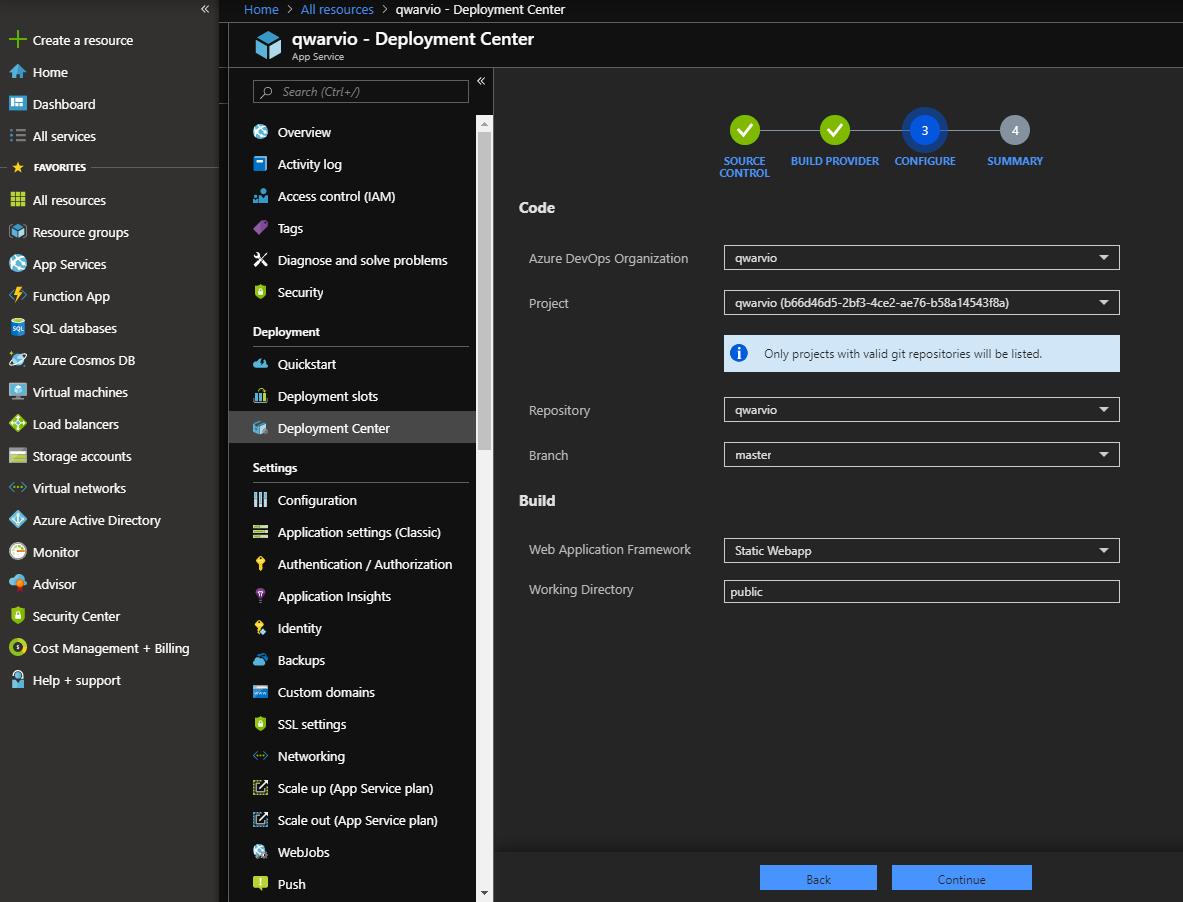 «
Create a resource
Home
Dashboard
All services
FAVORITES
All resources
Resource groups
App Services
Function App
SQL databases
Azure Cosmos DB
Virtual machines
Load balancers
Storage accounts
Virtual networks
Azure Active Directory
Monitor
Advisor
Security Center
Cost Management + Billing
Help + support
Home > All resources > qwarvio - Deployment Center
qwarvio - Deployment Center
App Service
Search (Ctrl+/)
«
Overview
Activity log
Access control (IAM)
Tags
Diagnose and solve problems
Security
Deployment
Quickstart
Deployment slots
Deployment Center
Settings
Configuration
Application settings (Classic)
Authentication / Authorization
Application Insights
Identity
Backups
Custom domains
SSL settings
Networking
Scale up (App Service plan)
Scale out (App Service plan)
WebJobs
Push
3 4
SOURCE CONTROL BUILD PROVIDER CONFIGURE SUMMARY
Code
Azure DevOps Organization qwarvio
Project qwarvio (b66d46d5-2bf3-4ce2-ae76-b58a14543f8a)
Only projects with valid git repositories will be listed.
Repository qwarvio
Branch master
Build
Web Application Framework Static Webapp
Working Directory public
Back Continue